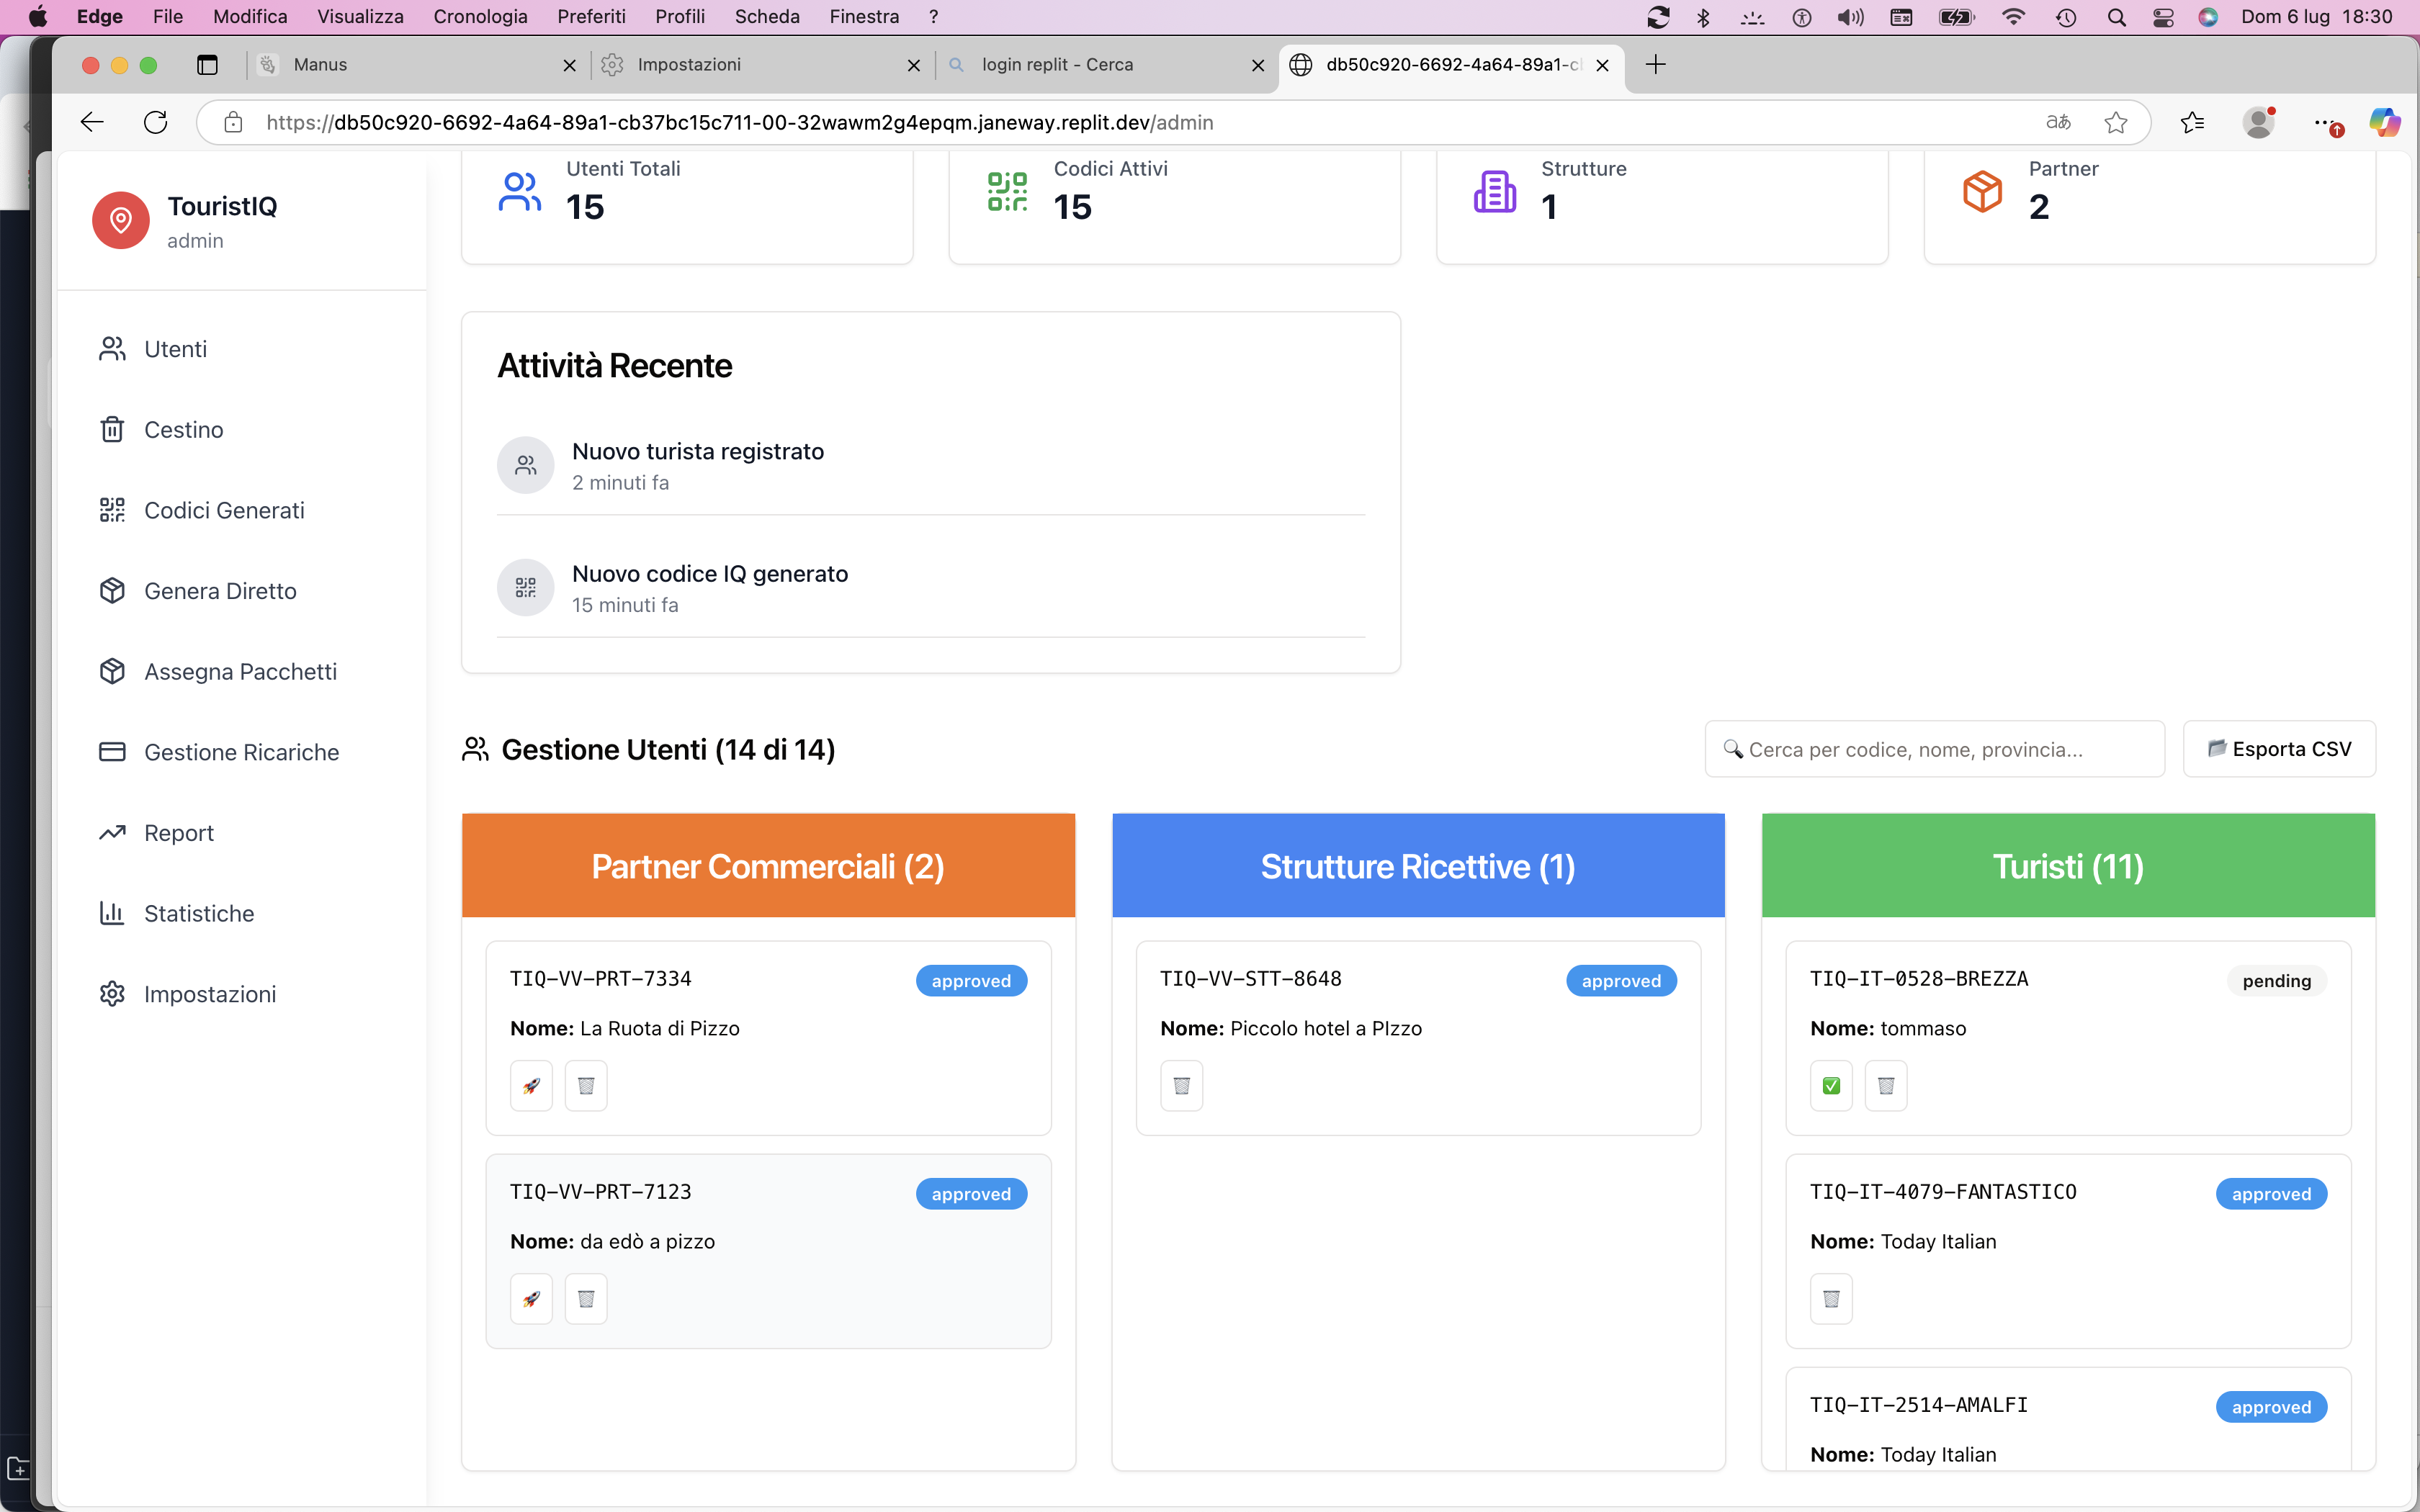 Edge File Modifica Visualizza Cronologia Preferiti Profili Scheda Finestra ? Dom 6 lug 18:30
Manus Impostazioni login replit - Cerca db50c920-6692-4a64-89a1-cl
https://db50c920-6692-4a64-89a1-cb37bc15c711-00-32wawm2g4epqm.janeway.replit.dev/admin
TouristIQ
admin
Utenti
Cestino
Codici Generati
Genera Diretto
Assegna Pacchetti
Gestione Ricariche
Report
Statistiche
Impostazioni
Utenti Totali
15
Codici Attivi
15
Strutture
1
Partner
2
Attività Recente
Nuovo turista registrato
2 minuti fa
Nuovo codice IQ generato
15 minuti fa
Gestione Utenti (14 di 14)
Cerca per codice, nome, provincia...
Esporta CSV
Partner Commerciali (2)
TIQ-VV-PRT-7334 approved
Nome: La Ruota di Pizzo
TIQ-VV-PRT-7123 approved
Nome: da edò a pizzo
Strutture Ricettive (1)
TIQ-VV-STT-8648 approved
Nome: Piccolo hotel a PIzzo
Turisti (11)
TIQ-IT-0528-BREZZA pending
Nome: tommaso
TIQ-IT-4079-FANTASTICO approved
Nome: Today Italian
TIQ-IT-2514-AMALFI approved
Nome: Today Italian